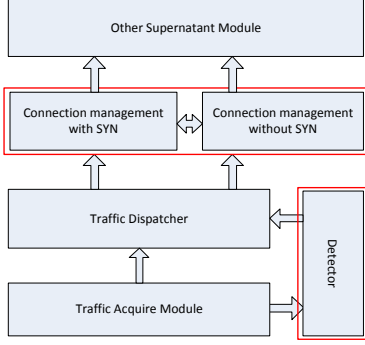 Other Supernatant Module
Connection management
with SYN
Connection management
without SYN
Traffic Dispatcher
Detector
Traffic Acquire Module